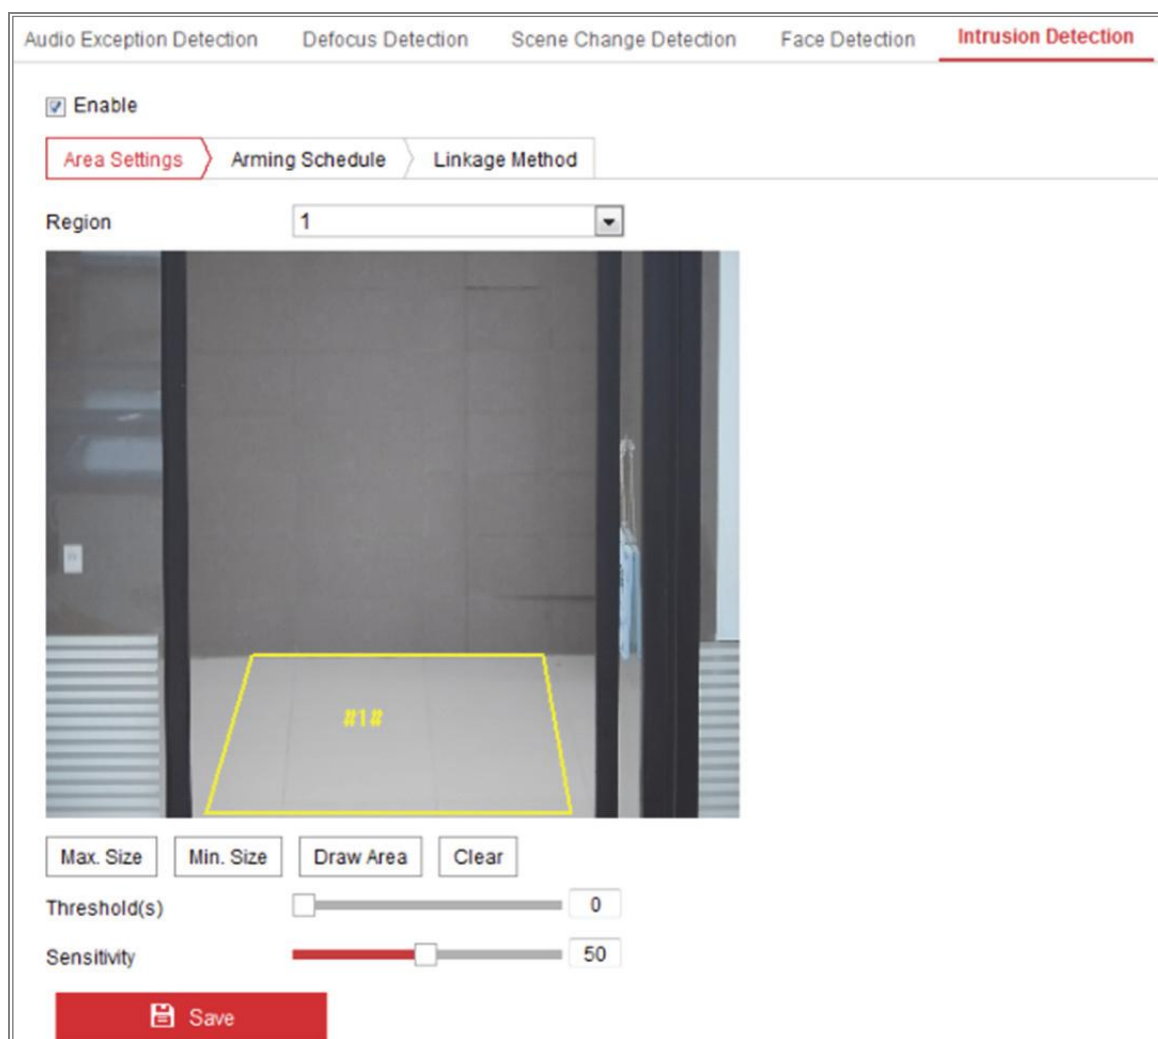 Audio Exception Detection Defocus Detection Scene Change Detection Face Detection Intrusion Detection
Enable
Area Settings Arming Schedule Linkage Method
Region 1
#1#
Max. Size Min. Size Draw Area Clear
Threshold(s) 0
Sensitivity 50
Save